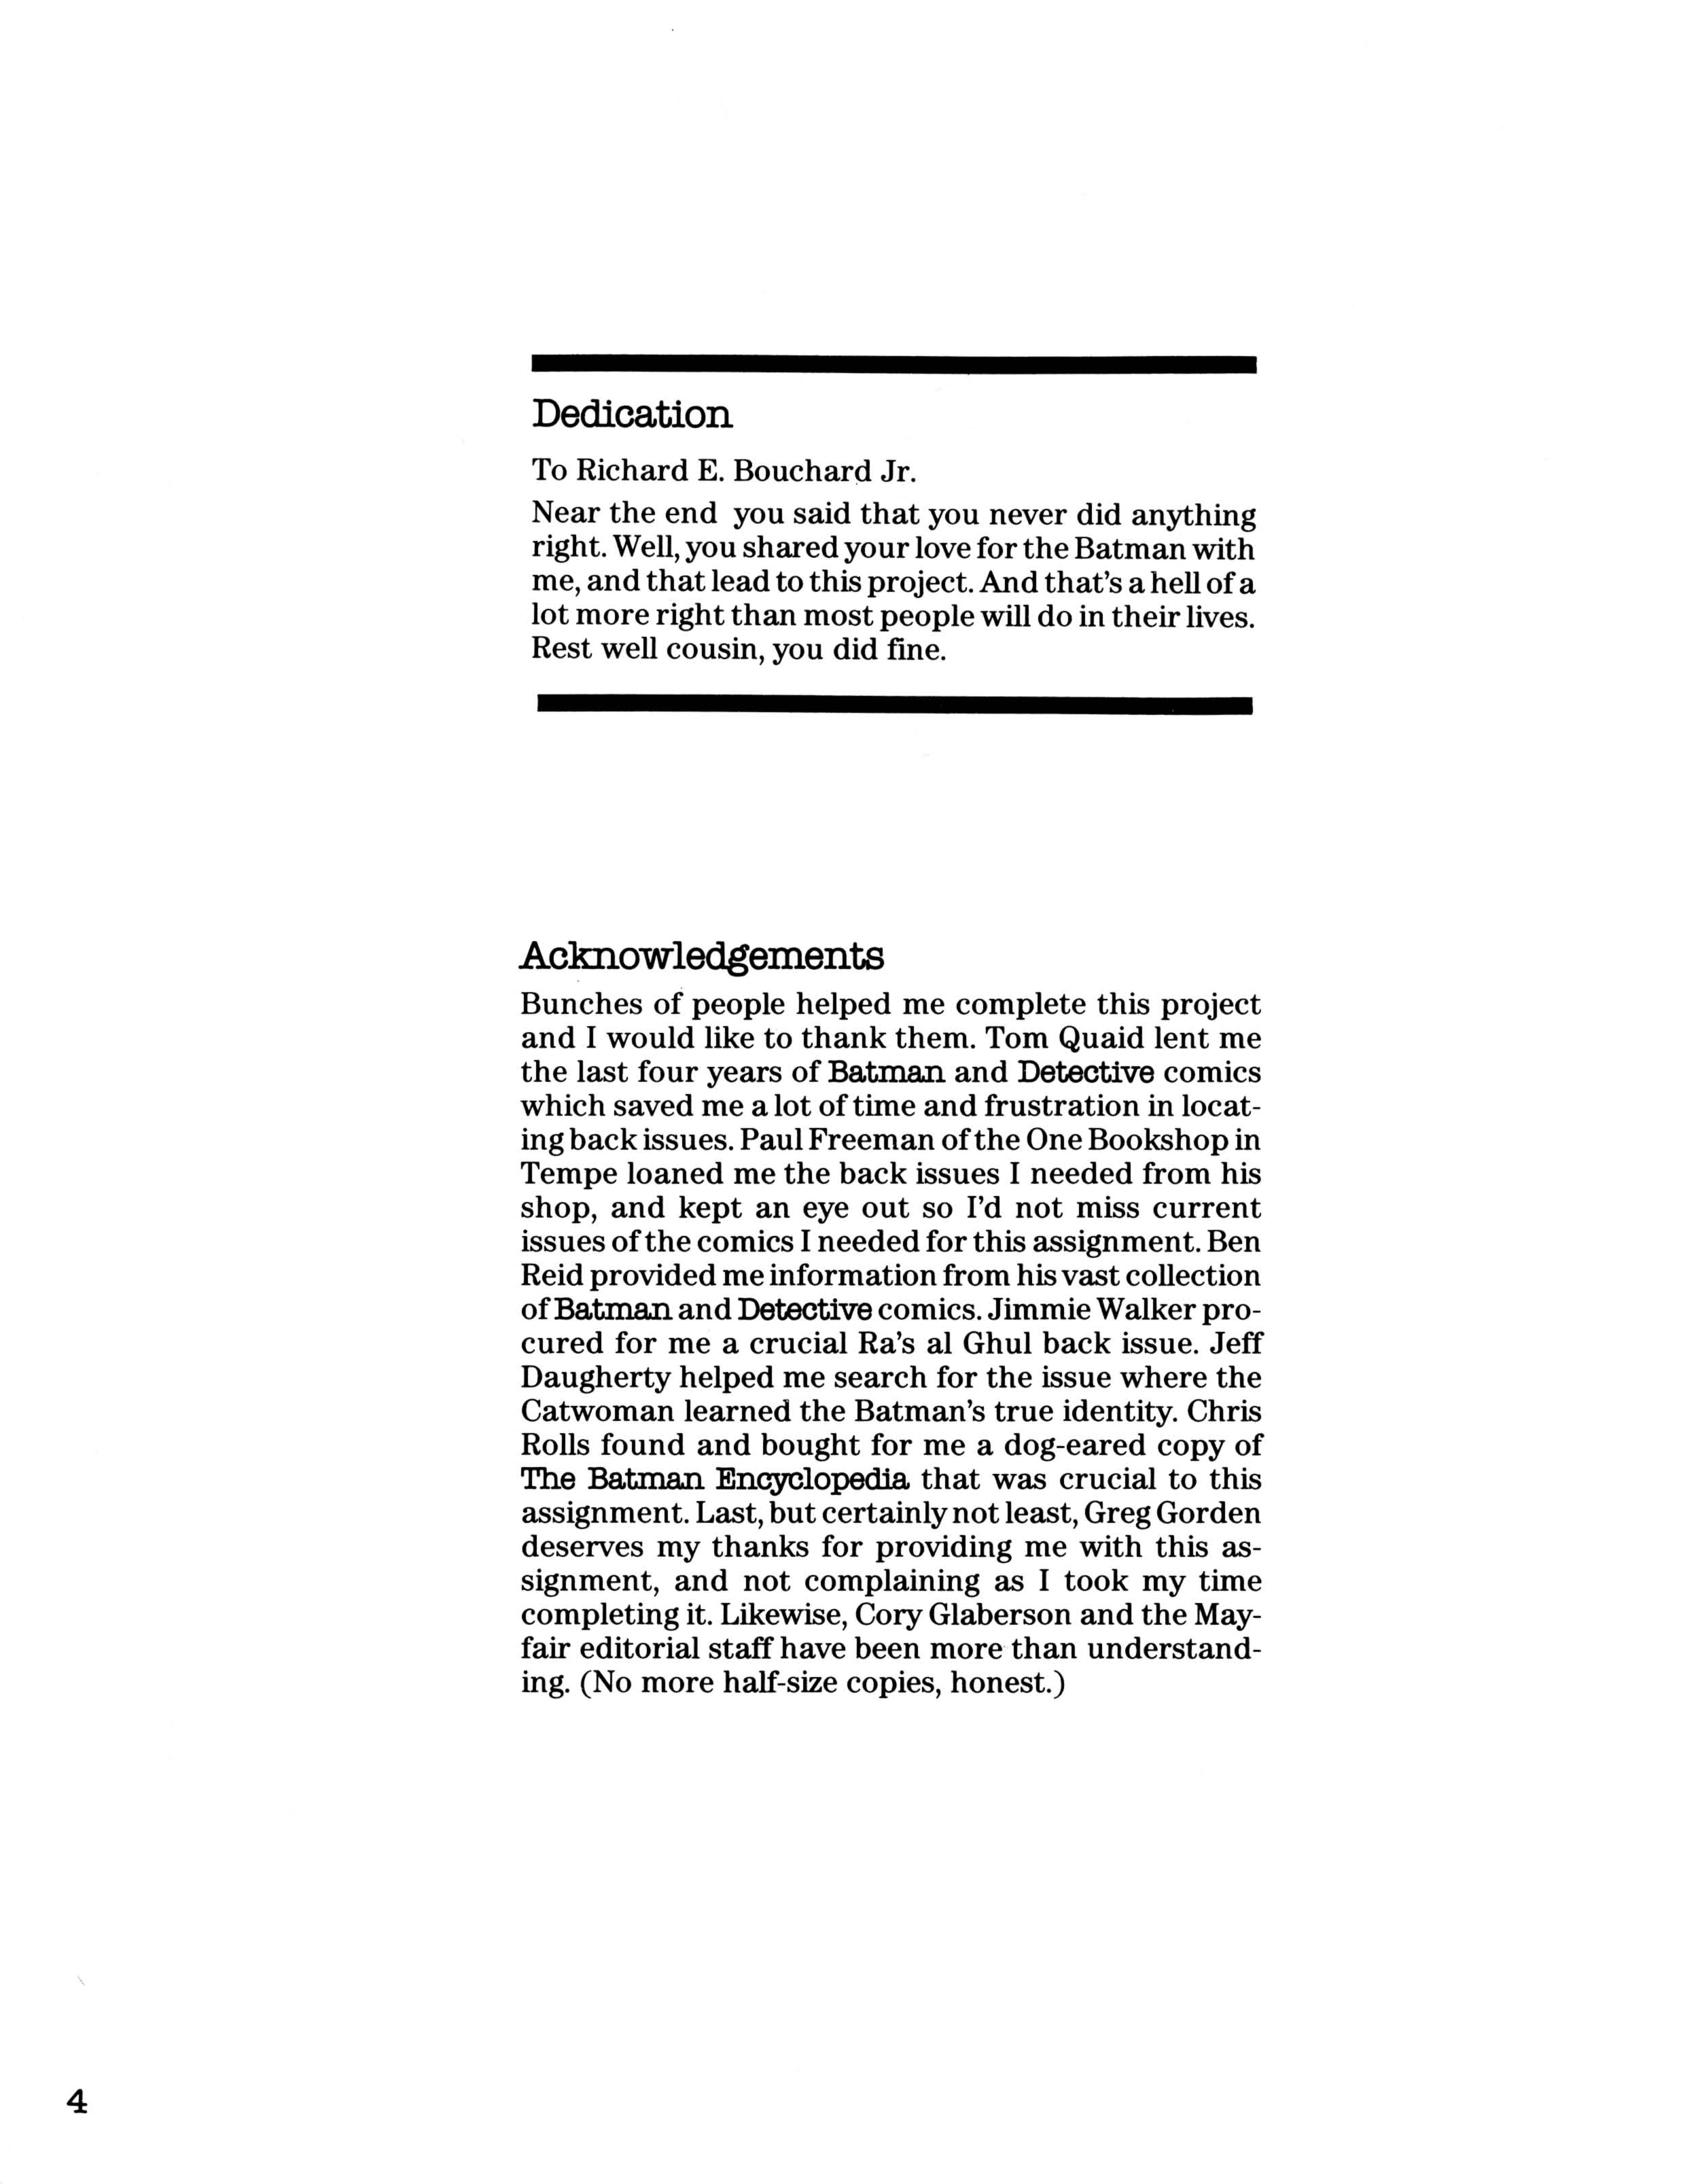 Dedication
To Richard E. Bouchard Jr.
Near the end you said that you never did anything
right. Well, you shared your love for the Batman with
me, and that lead to this project. And that's a hell of a
lot more right than most people will do in their lives.
Rest well cousin, you did fine.
Acknowledgements
Bunches of people helped me complete this project
and I would like to thank them. Tom Quaid lent me
the last four years of Batman and Detective comics
which saved me a lot of time and frustration in locat-
ing back issues. Paul Freeman of the One Bookshop in
Tempe loaned me the back issues I needed from his
shop, and kept an eye out so I'd not miss current
issues of the comics I needed for this assignment. Ben
Reid provided me information from his vast collection
of Batman and Detective comics. Jimmie Walker pro-
cured for me a crucial Ra's al Ghul back issue. Jeff
Daugherty helped me search for the issue where the
Catwoman learned the Batman's true identity. Chris
Rolls found and bought for me a dog-eared copy of
The Batman Encyclopedia that was crucial to this
assignment. Last, but certainly not least, Greg Gorden
deserves my thanks for providing me with this as-
signment, and not complaining as I took my time
completing it. Likewise, Cory Glaberson and the May-
fair editorial staff have been more than understand-
ing. (No more half-size copies, honest.)
4